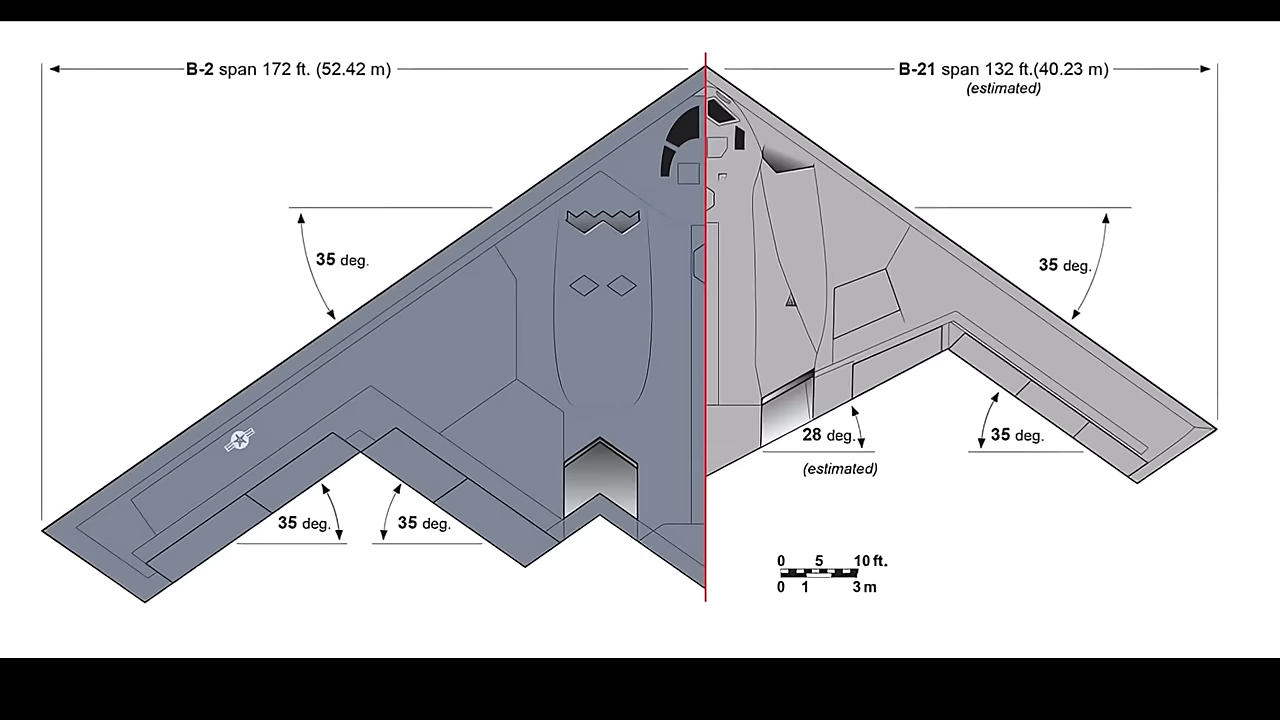 B-2 span 172 ft. (52.42 m)
B-21 span 132 ft.(40.23 m)
(estimated)
35 deg.
35 deg.
28 deg.
35 deg.
(estimated)
35 deg.
35 deg.
0 5 10 ft.
0 1 3 m